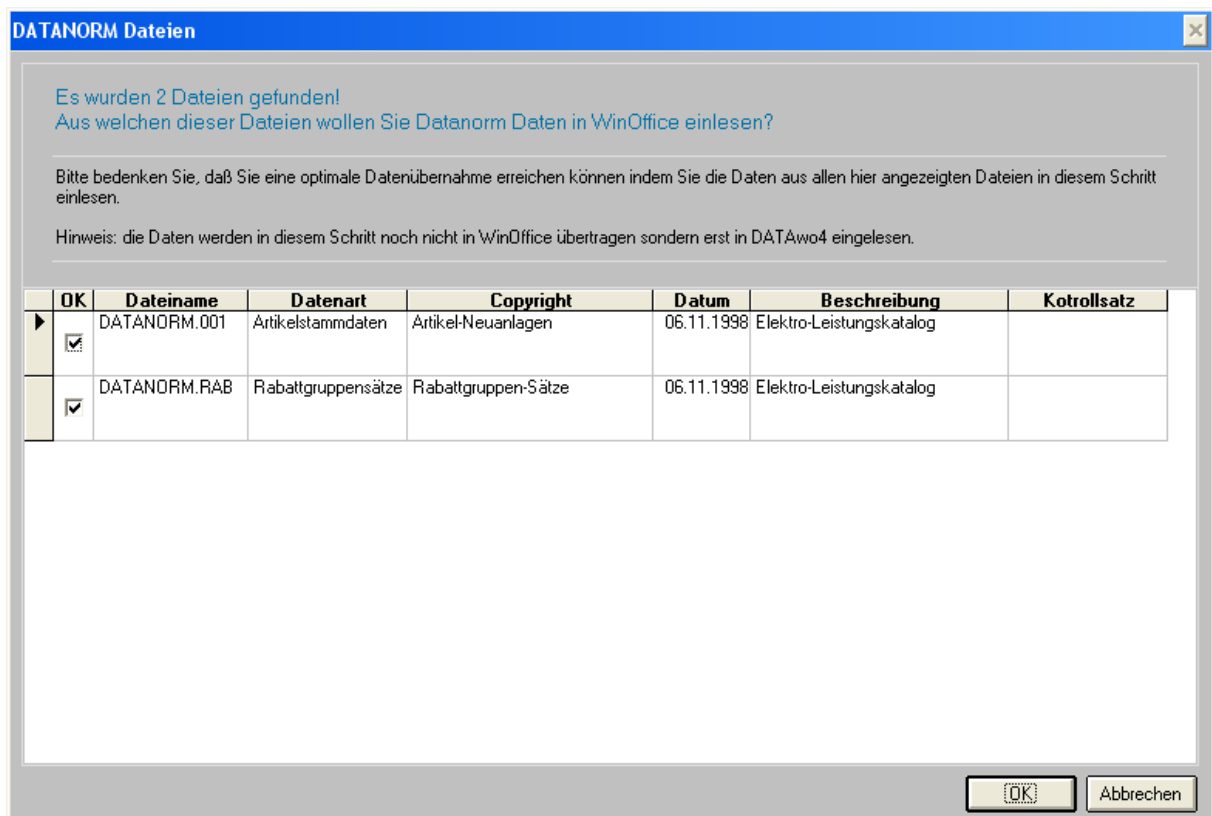 DATANORM Dateien
Es wurden 2 Dateien gefunden!
Aus welchen dieser Dateien wollen Sie Datanorm Daten in WinOffice einlesen?
Bitte bedenken Sie, daß Sie eine optimale Datenübernahme erreichen können indem Sie die Daten aus allen hier angezeigten Dateien in diesem Schritt
einlesen.
Hinweis: die Daten werden in diesem Schritt noch nicht in WinOffice übertragen sondern erst in DATAwo4 eingelesen.
OK Dateiname Datenart Copyright Datum Beschreibung Kotrollsatz
DATANORM.001 Artikelstammdaten Artikel-Neuanlagen 06.11.1998 Elektro-Leistungskatalog
DATANORM.RAB Rabattgruppensätze Rabattgruppen-Sätze 06.11.1998 Elektro-Leistungskatalog
OK Abbrechen